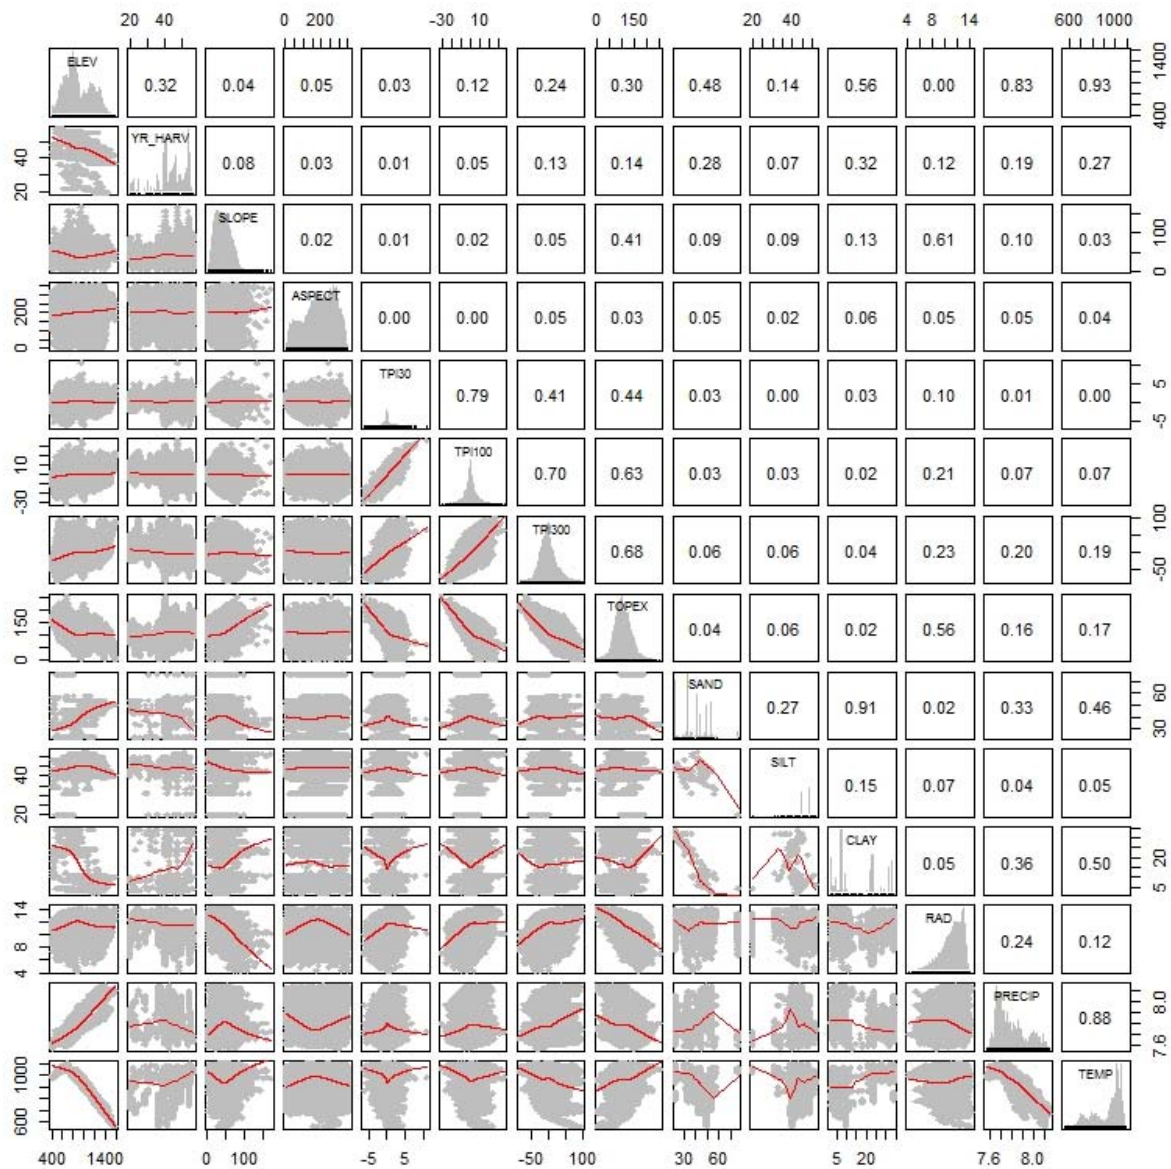 20 40 0 200 -30 10 0 150 20 40 4 8 14 600 1000
ELEV 0.32 0.04 0.05 0.03 0.12 0.24 0.30 0.48 0.14 0.56 0.00 0.83 0.93 400 1400
20 40 YR_HARV 0.08 0.03 0.01 0.05 0.13 0.14 0.28 0.07 0.32 0.12 0.19 0.27
SLOPE 0.02 0.01 0.02 0.05 0.41 0.09 0.09 0.13 0.61 0.10 0.03 0 100
0 200 ASPECT 0.00 0.00 0.05 0.03 0.05 0.02 0.06 0.05 0.05 0.04
TPI30 0.79 0.41 0.44 0.03 0.00 0.03 0.10 0.01 0.00 -5 5
-30 10 TPI100 0.70 0.63 0.03 0.03 0.02 0.21 0.07 0.07
TPI300 0.68 0.06 0.06 0.04 0.23 0.20 0.19 -50 100
0 150 TOPEX 0.04 0.06 0.02 0.56 0.16 0.17
SAND 0.27 0.91 0.02 0.33 0.46 30 60
20 40 SILT 0.15 0.07 0.04 0.05
CLAY 0.05 0.36 0.50 5 20
4 8 14 RAD 0.24 0.12
PRECIP 0.88 7.6 8.0
600 1000 TEMP
400 1400 0 100 -5 5 -50 100 30 60 5 20 7.6 8.0